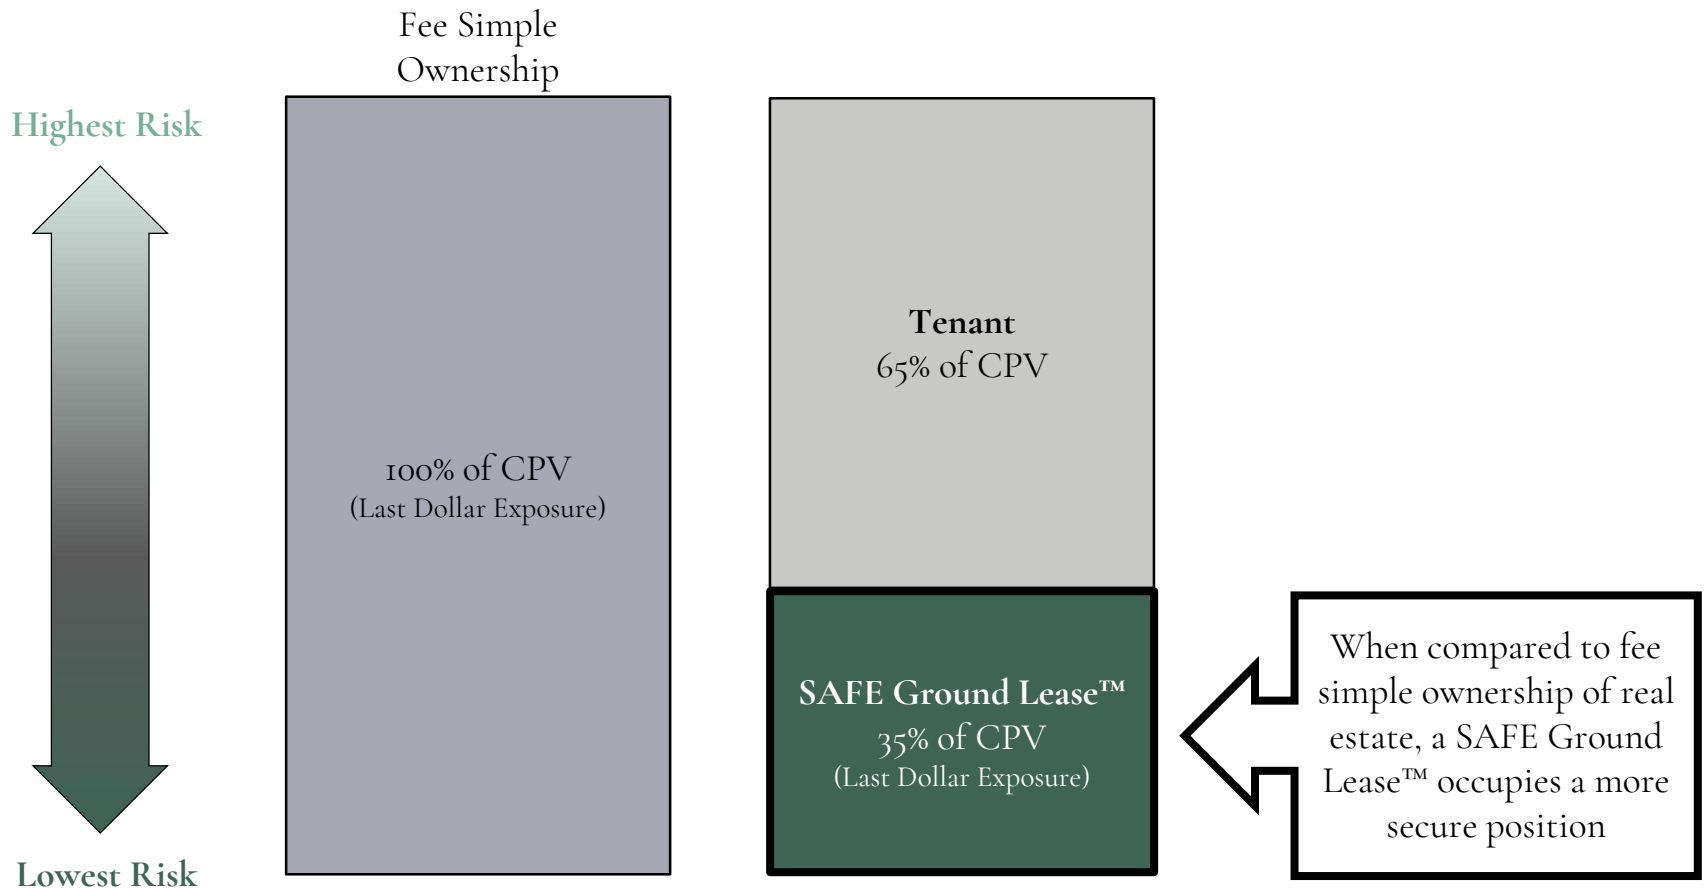 Fee Simple
Ownership
Highest Risk
Lowest Risk
100% of CPV
(Last Dollar Exposure)
Tenant
65% of CPV
SAFE Ground Lease™
35% of CPV
(Last Dollar Exposure)
When compared to fee
simple ownership of real
estate, a SAFE Ground
Lease™ occupies a more
secure position